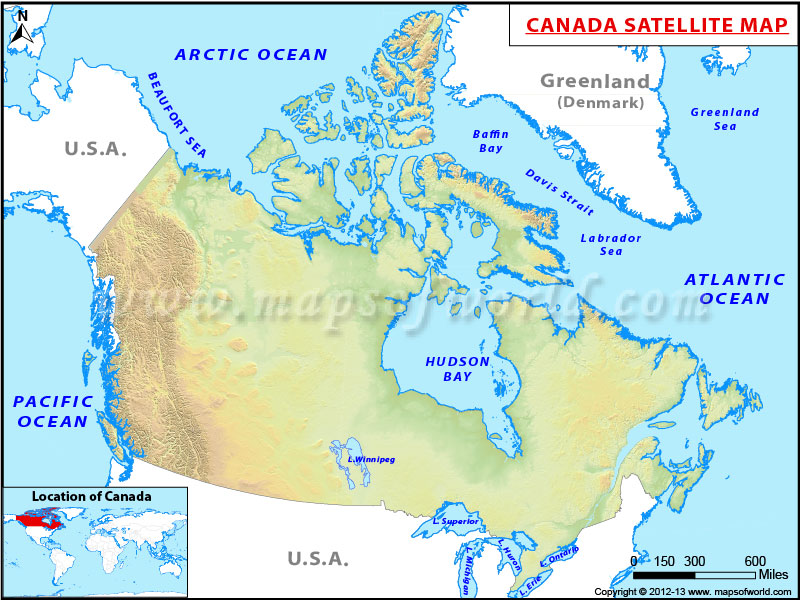 N
CANADA SATELLITE MAP
ARCTIC OCEAN
Greenland
(Denmark)
BEAUFORT SEA
Greenland
Sea
Baffin
Bay
U.S.A.
Davis Strait
Labrador
Sea
ATLANTIC
OCEAN
www.mapsofworld.com
HUDSON
BAY
PACIFIC
OCEAN
L.Winnipeg
Location of Canada
L. Superior
L. Huron
L. Michigan
L. Ontario
L. Erie
U.S.A.
0 150 300 600
Miles
Copyright © 2012-13 www. mapsofworld.com